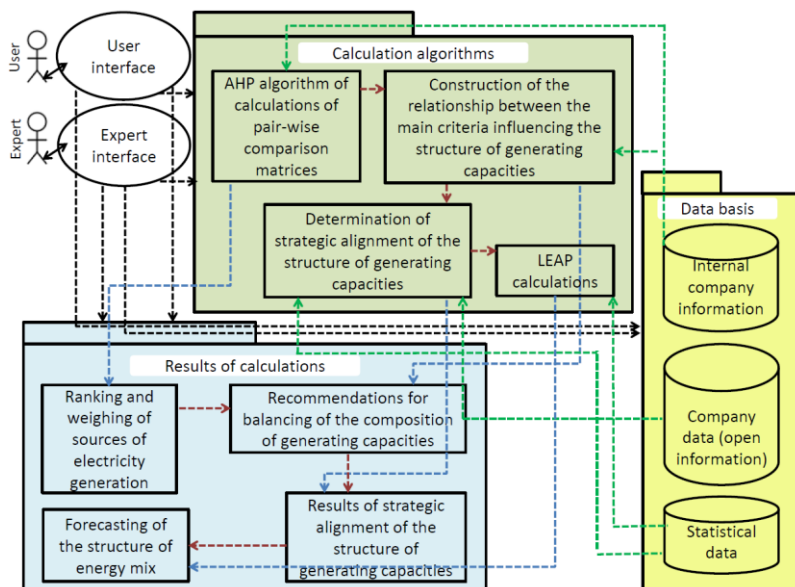 User
User
interface
Expert
Expert
interface
Calculation algorithms
AHP algorithm of
calculations of
pair-wise
comparison
matrices
Construction of the
relationship between the
main criteria influencing the
structure of generating
capacities
Determination of
strategic alignment of the
structure of generating
capacities
LEAP
calculations
Data basis
Internal
company
information
Company
data (open
information)
Statistical
data
Results of calculations
Ranking and
weighing of
sources of
electricity
generation
Recommendations for
balancing of the composition
of generating capacities
Results of strategic
alignment of the
structure of
generating capacities
Forecasting of
the structure of
energy mix